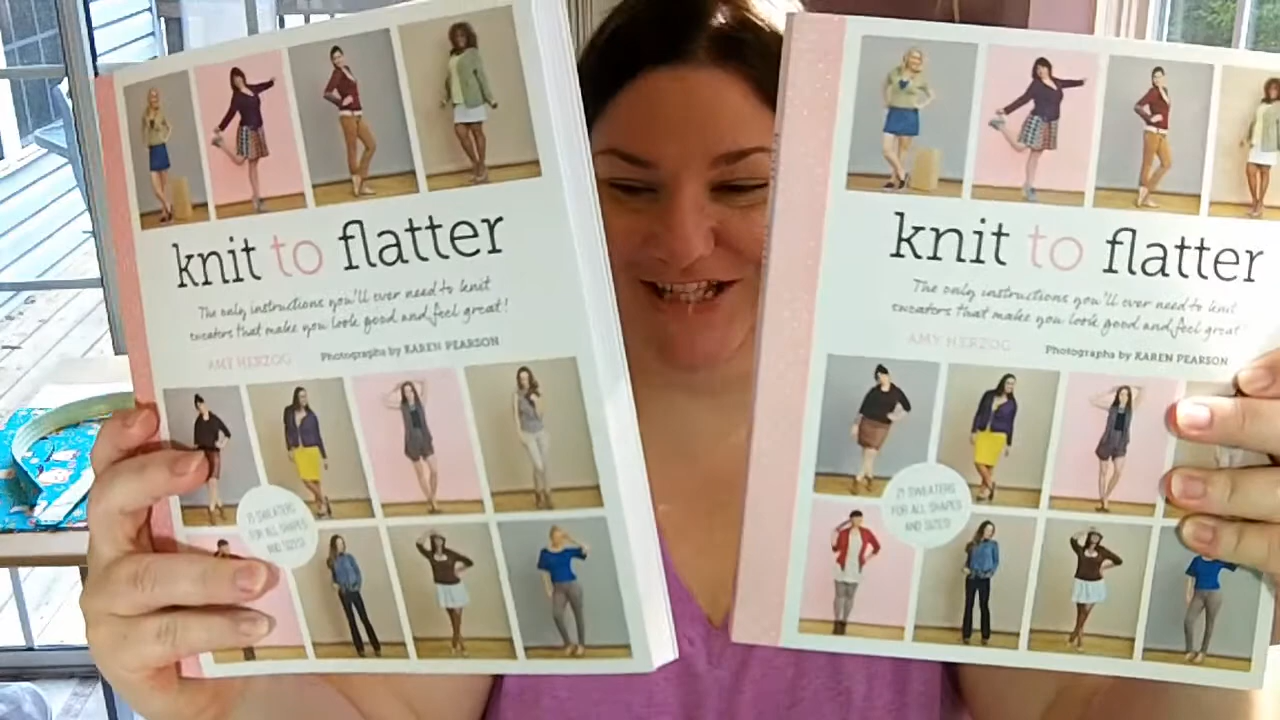 knit to flatter
The only instructions you'll ever need to knit
sweaters that make you look good and feel great!
AMY HERZOG Photographs by KAREN PEARSON
21 SWEATERS
FOR ALL SHAPES
AND SIZES!
knit to flatter
The only instructions you'll ever need to knit
sweaters that make you look good and feel great!
AMY HERZOG Photographs by KAREN PEARSON
21 SWEATERS
FOR ALL SHAPES
AND SIZES!